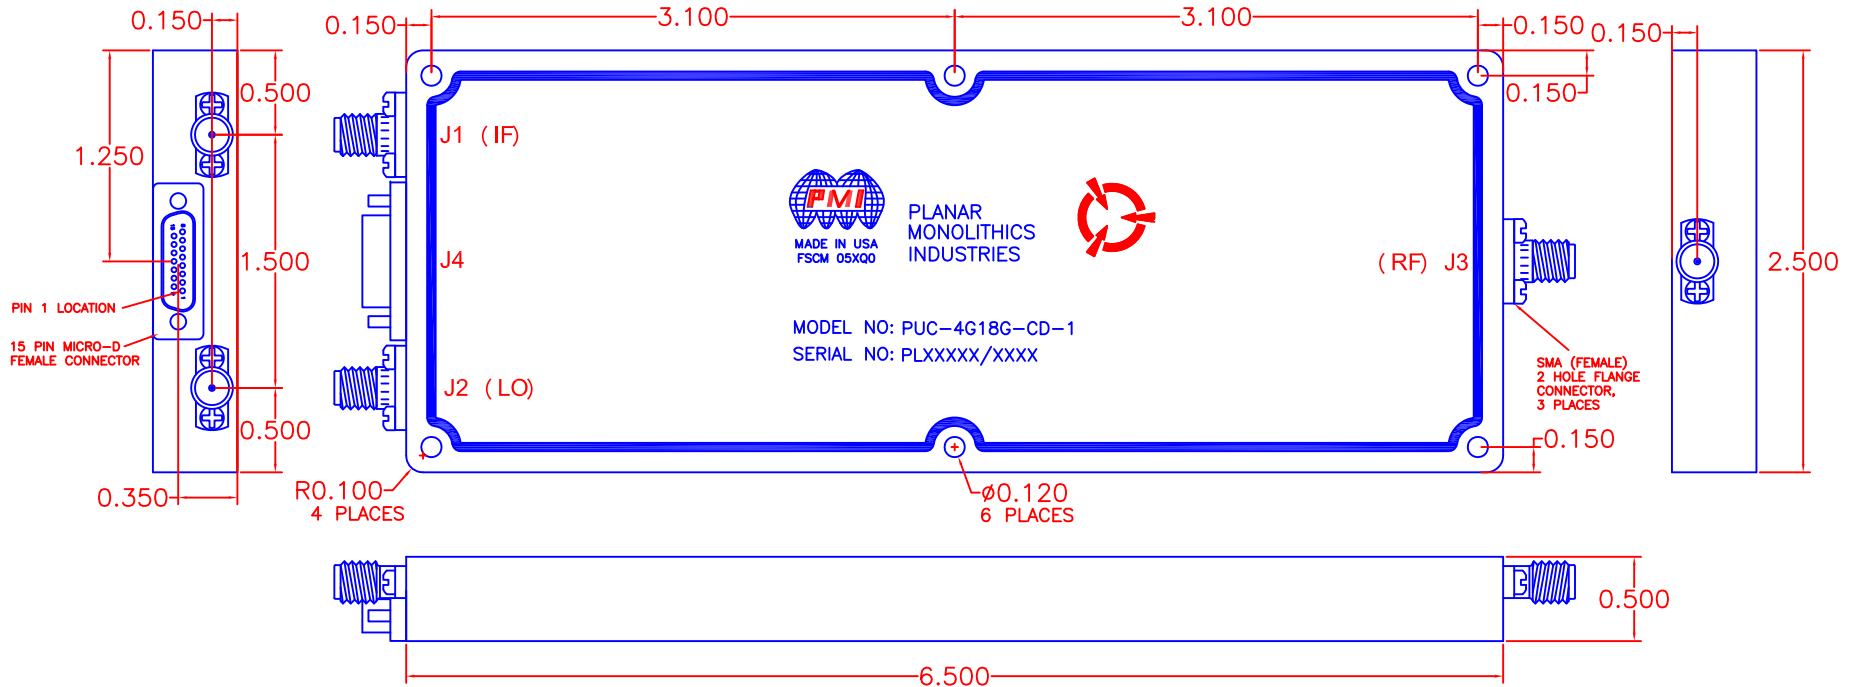 0.150
3.100
3.100
0.150
0.150
0.150
0.500
0.150
1.250
J1 (IF)
PMI
MADE IN USA
FSCM 05XQ0
PLANAR
MONOLITHICS
INDUSTRIES
1.500
J4
(RF) J3
2.500
PIN 1 LOCATION
15 PIN MICRO-D
FEMALE CONNECTOR
MODEL NO: PUC-4G18G-CD-1
SERIAL NO: PLXXXXX/XXXX
SMA (FEMALE)
2 HOLE FLANGE
CONNECTOR,
3 PLACES
J2 (LO)
0.500
0.150
0.350
R0.100
4 PLACES
ø0.120
6 PLACES
0.500
6.500